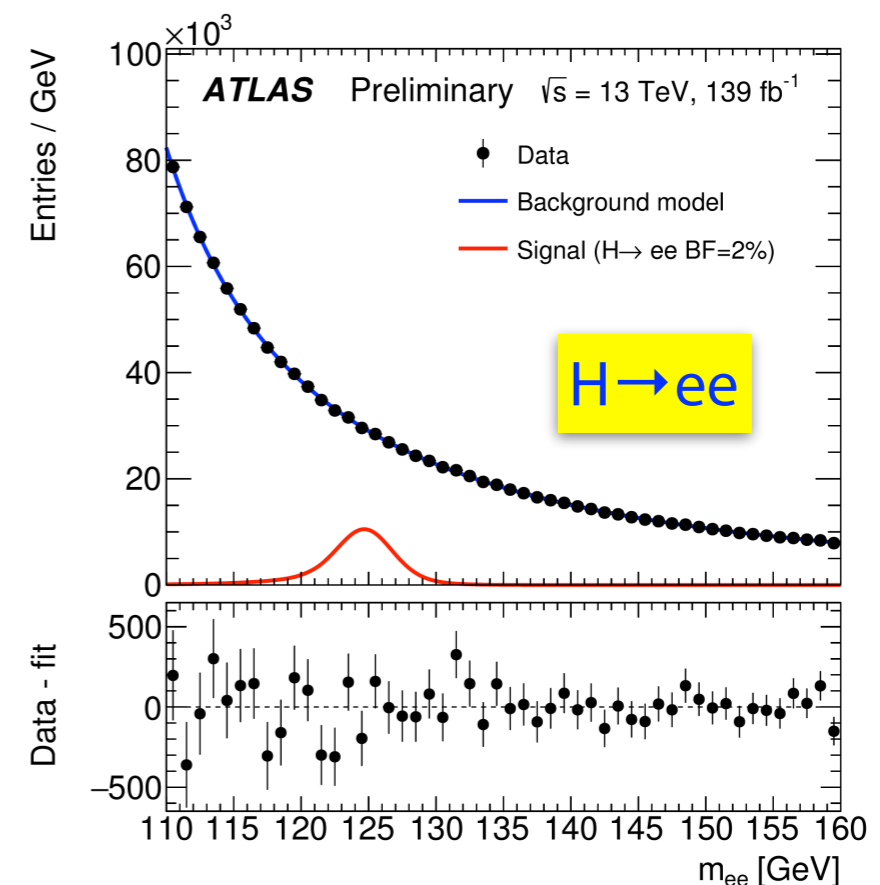 ×10³
Entries / GeV
100
80
60
40
20
0
ATLAS Preliminary √s = 13 TeV, 139 fb⁻¹
Data
Background model
Signal (H→ ee BF=2%)
H→ee
Data - fit
500
0
−500
110 115 120 125 130 135 140 145 150 155 160
mₑₑ [GeV]